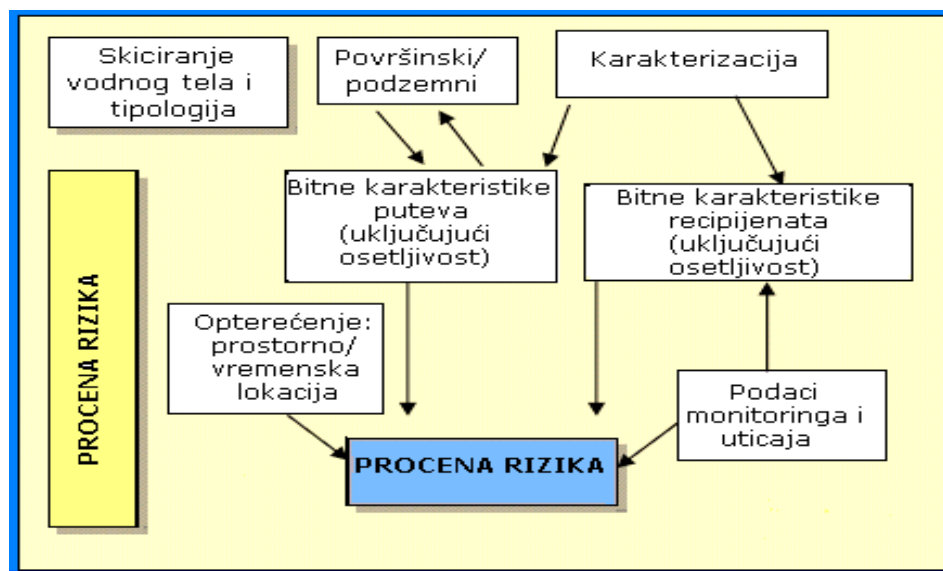 Skiciranje
vodnog tela i
tipologija
Površinski/
podzemni
Karakterizacija
Bitne karakteristike
puteva
(uključujući
osetljivost)
Bitne karakteristike
recipijenata
(uključujući
osetljivost)
PROCENA RIZIKA
Opterećenje:
prostorno/
vremenska
lokacija
Podaci
monitoringa i
uticaja
PROCENA RIZIKA